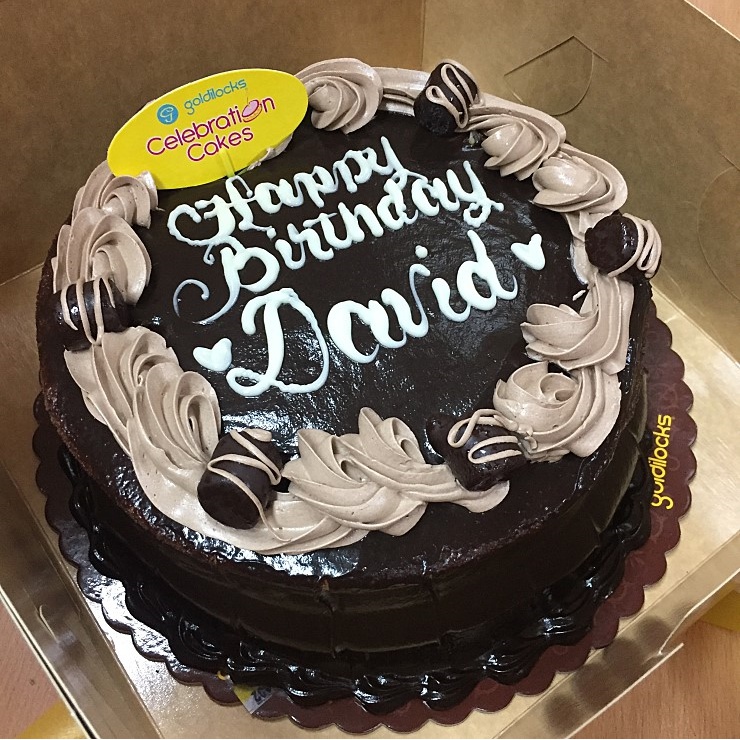 goldilocks
Celebration
Cakes
Happy
Birthday
David
goldilocks